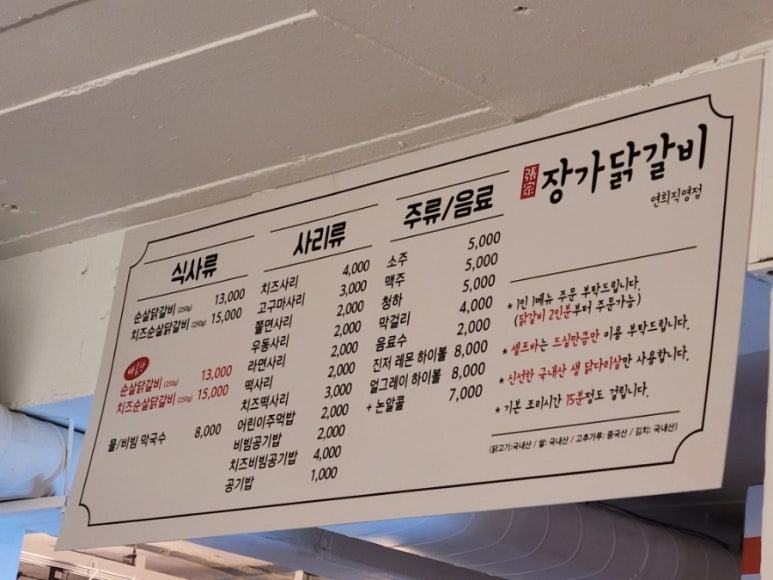 張家
장가닭갈비
연희직영점
식사류
순살닭갈비 (250g) 13,000
치즈순살닭갈비 (250g) 15,000
순살닭갈비 (250g) 13,000
치즈순살닭갈비 (250g) 15,000
물/비빔 막국수 8,000
사리류
치즈사리 4,000
고구마사리 3,000
쫄면사리 2,000
우동사리 2,000
라면사리 2,000
떡사리 2,000
치즈떡사리 3,000
어린이주먹밥 2,000
비빔공기밥 2,000
치즈비빔공기밥 4,000
공기밥 1,000
주류/음료
소주 5,000
맥주 5,000
청하 5,000
막걸리 4,000
음료수 2,000
진저 레몬 하이볼 8,000
얼그레이 하이볼 8,000
+ 논알콜 7,000
* 1인 1메뉴 주문 부탁드립니다.
(닭갈비 2인분부터 주문가능)
* 셀프바는 드실만큼만 이용 부탁드립니다.
* 신선한 국내산 생 닭다리살만 사용합니다.
* 기본 조리시간 15분정도 걸립니다.
(닭고기:국내산 / 쌀: 국내산 / 고추가루: 중국산 / 김치: 국내산)